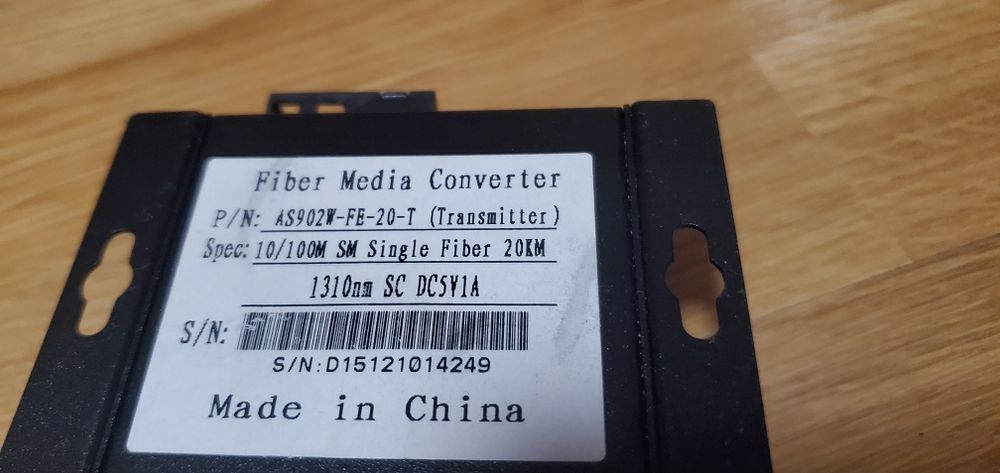 Fiber Media Converter
P/N: AS902W-FE-20-T (Transmitter)
Spec: 10/100M SM Single Fiber 20KM
1310nm SC DC5V1A
S/N:
S/N:D15121014249
Made in China